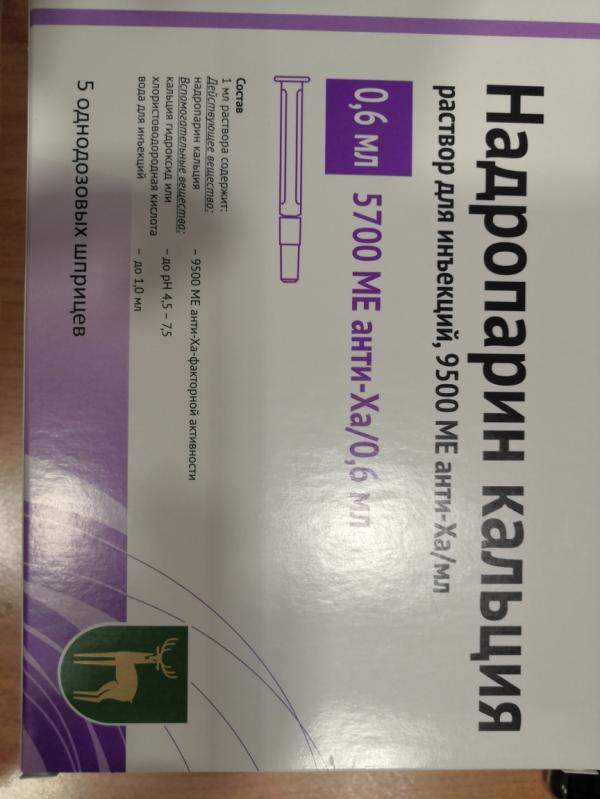 Надропарин кальция
раствор для инъекций, 9500 МЕ анти-Ха/мл
0,6 мл 5700 МЕ анти-Ха/0,6 мл
Состав
1 мл раствора содержит:
Действующее вещество:
надропарин кальция – 9500 МЕ анти-Ха-факторной активности
Вспомогательные вещества:
кальция гидроксид или
хлористоводородная кислота – до pH 4,5 – 7,5
вода для инъекций – до 1,0 мл
5 однодозовых шприцев